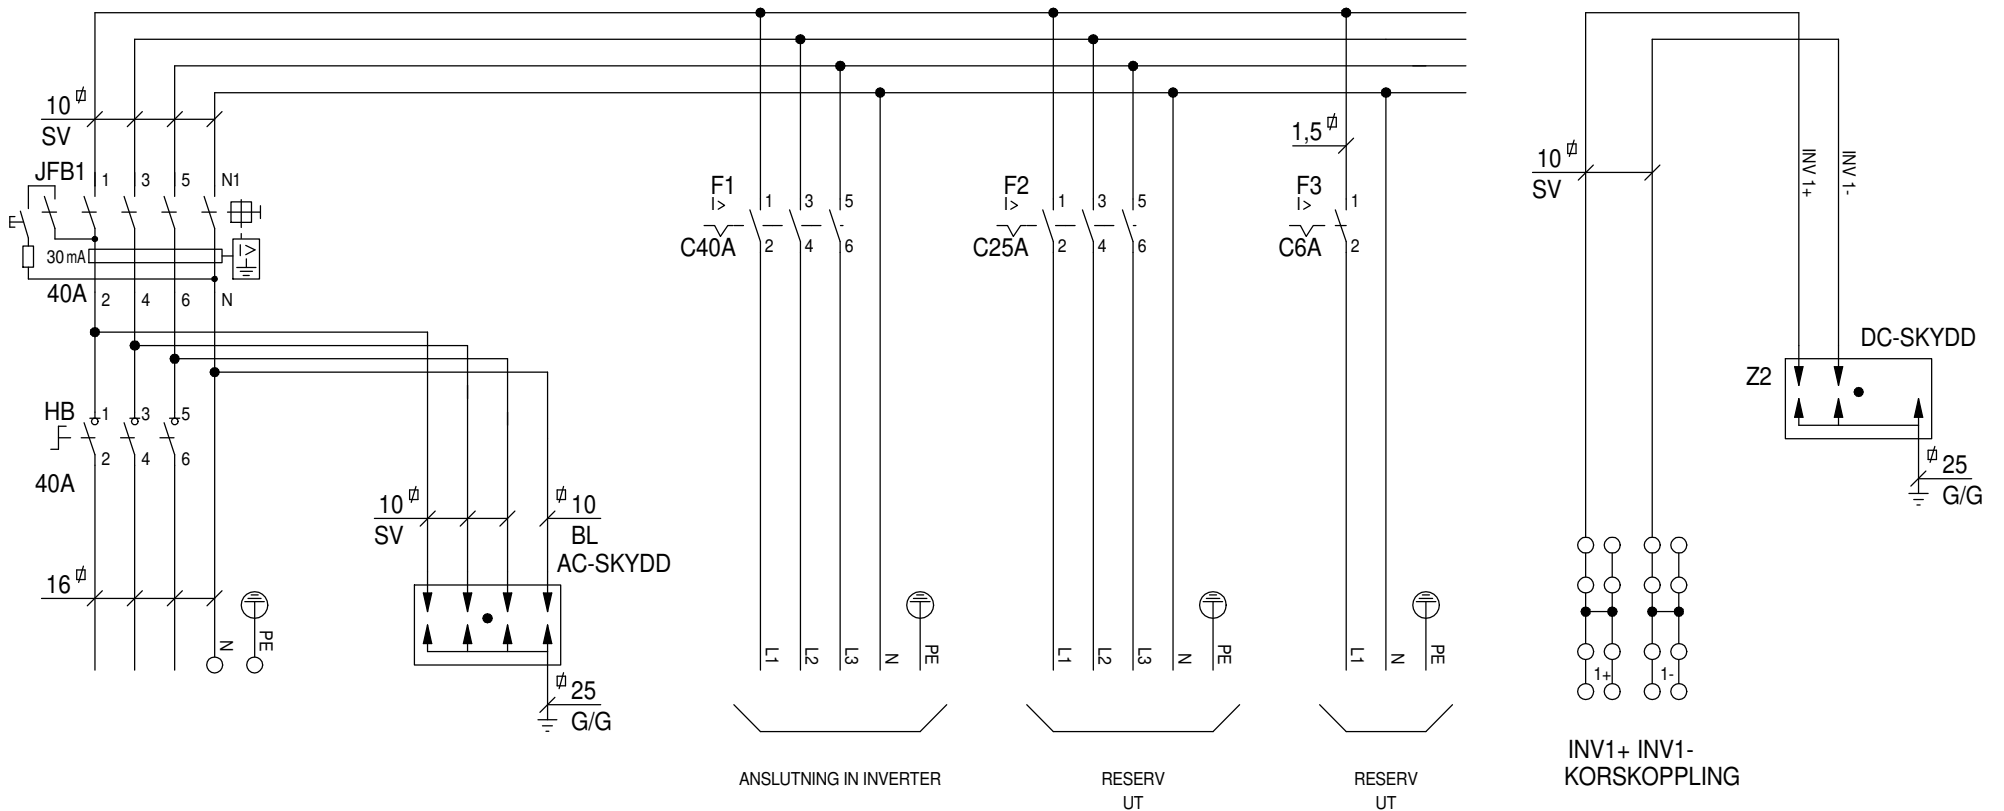 10
SV
JFB1
1 3 5 N1
E
30 mA
I>
40A
2 4 6 N
HB
1 3 5
2 4 6
40A
16
N
PE
10
SV
10
BL
AC-SKYDD
25
G/G
F1
I>
C40A
1 3 5
2 4 6
L1
L2
L3
N
PE
ANSLUTNING IN INVERTER
F2
I>
C25A
1 3 5
2 4 6
L1
L2
L3
N
PE
RESERV
UT
1,5
F3
I>
C6A
1
2
L1
N
PE
RESERV
UT
10
SV
INV 1+
INV 1-
DC-SKYDD
Z2
25
G/G
1+
1-
INV1+ INV1-
KORSKOPPLING